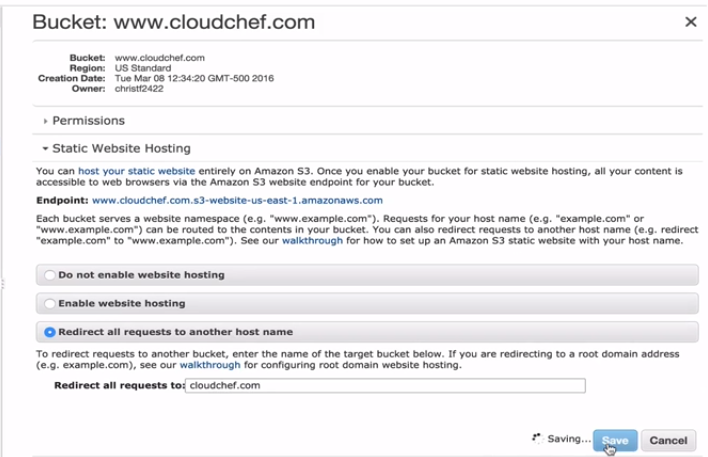 Bucket: www.cloudchef.com
Bucket: www.cloudchef.com
Region: US Standard
Creation Date: Tue Mar 08 12:34:20 GMT-500 2016
Owner: christf2422
Permissions
Static Website Hosting
You can host your static website entirely on Amazon S3. Once you enable your bucket for static website hosting, all your content is
accessible to web browsers via the Amazon S3 website endpoint for your bucket.
Endpoint: www.cloudchef.com.s3-website-us-east-1.amazonaws.com
Each bucket serves a website namespace (e.g. "www.example.com"). Requests for your host name (e.g. "example.com" or
"www.example.com") can be routed to the contents in your bucket. You can also redirect requests to another host name (e.g. redirect
"example.com" to "www.example.com"). See our walkthrough for how to set up an Amazon S3 static website with your host name.
Do not enable website hosting
Enable website hosting
Redirect all requests to another host name
To redirect requests to another bucket, enter the name of the target bucket below. If you are redirecting to a root domain address
(e.g. example.com), see our walkthrough for configuring root domain website hosting.
Redirect all requests to: cloudchef.com
Saving... Save Cancel